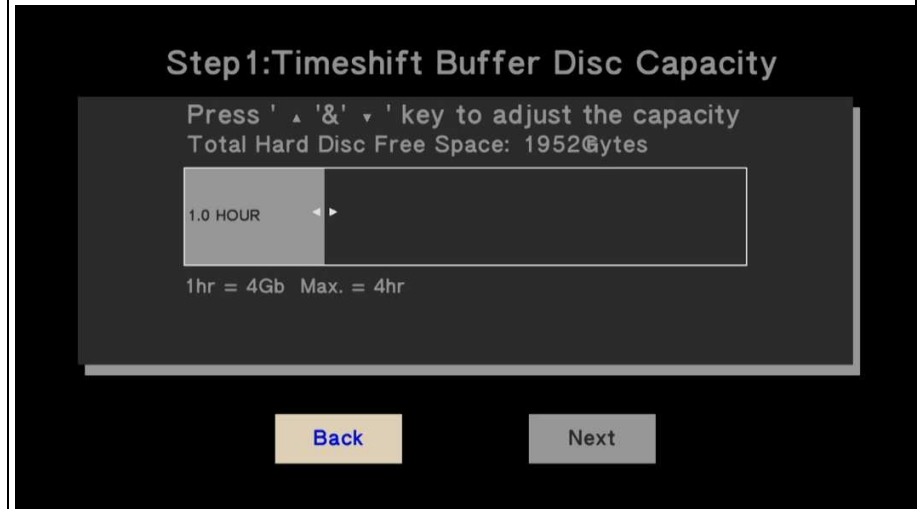 Step1:Timeshift Buffer Disc Capacity
Press ' ▲ '&' ▼ ' key to adjust the capacity
Total Hard Disc Free Space: 1952Gytes
1.0 HOUR ◀ ▶
1hr = 4Gb Max. = 4hr
Back Next